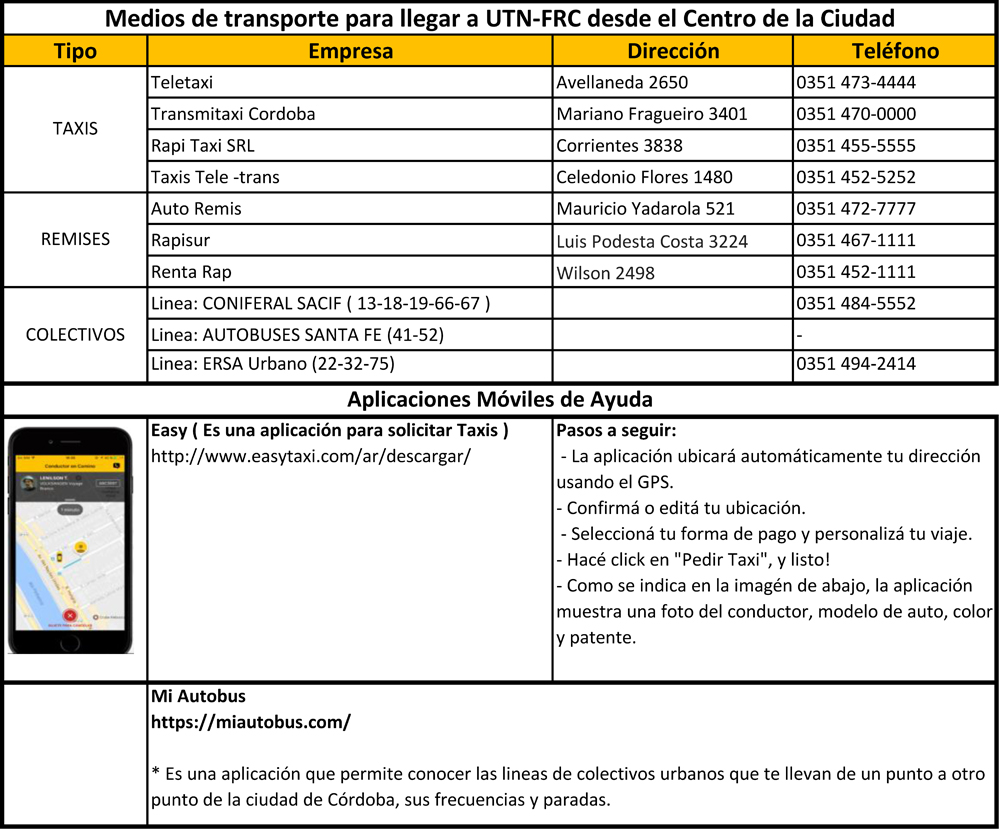 Medios de transporte para llegar a UTN-FRC desde el Centro de la Ciudad
Tipo Empresa Dirección Teléfono
TAXIS
Teletaxi Avellaneda 2650 0351 473-4444
Transmitaxi Cordoba Mariano Fragueiro 3401 0351 470-0000
Rapi Taxi SRL Corrientes 3838 0351 455-5555
Taxis Tele -trans Celedonio Flores 1480 0351 452-5252
REMISES
Auto Remis Mauricio Yadarola 521 0351 472-7777
Rapisur Luis Podesta Costa 3224 0351 467-1111
Renta Rap Wilson 2498 0351 452-1111
COLECTIVOS
Linea: CONIFERAL SACIF ( 13-18-19-66-67 ) 0351 484-5552
Linea: AUTOBUSES SANTA FE (41-52) -
Linea: ERSA Urbano (22-32-75) 0351 494-2414
Aplicaciones Móviles de Ayuda
Conductor en Camino
LENILSON T.
Easy ( Es una aplicación para solicitar Taxis )
http://www.easytaxi.com/ar/descargar/
Pasos a seguir:
- La aplicación ubicará automáticamente tu dirección
usando el GPS.
- Confirmá o editá tu ubicación.
- Seleccioná tu forma de pago y personalizá tu viaje.
- Hacé click en "Pedir Taxi", y listo!
- Como se indica en la imagén de abajo, la aplicación
muestra una foto del conductor, modelo de auto, color
y patente.
Mi Autobus
https://miautobus.com/
* Es una aplicación que permite conocer las lineas de colectivos urbanos que te llevan de un punto a otro
punto de la ciudad de Córdoba, sus frecuencias y paradas.